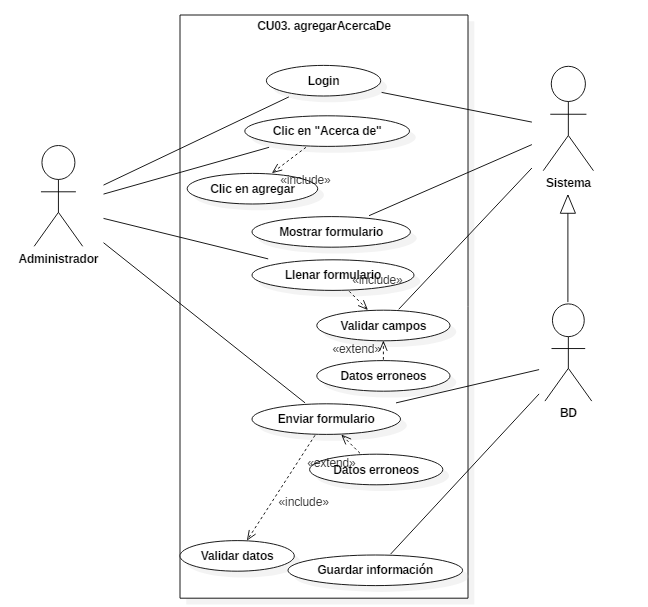 CU03. agregarAcercaDe
Login
Clic en "Acerca de"
«include»
Clic en agregar
Sistema
Mostrar formulario
Administrador
Llenar formulario
«include»
Validar campos
«extend»
Datos erroneos
BD
Enviar formulario
«extend»
Datos erroneos
«include»
Validar datos
Guardar información